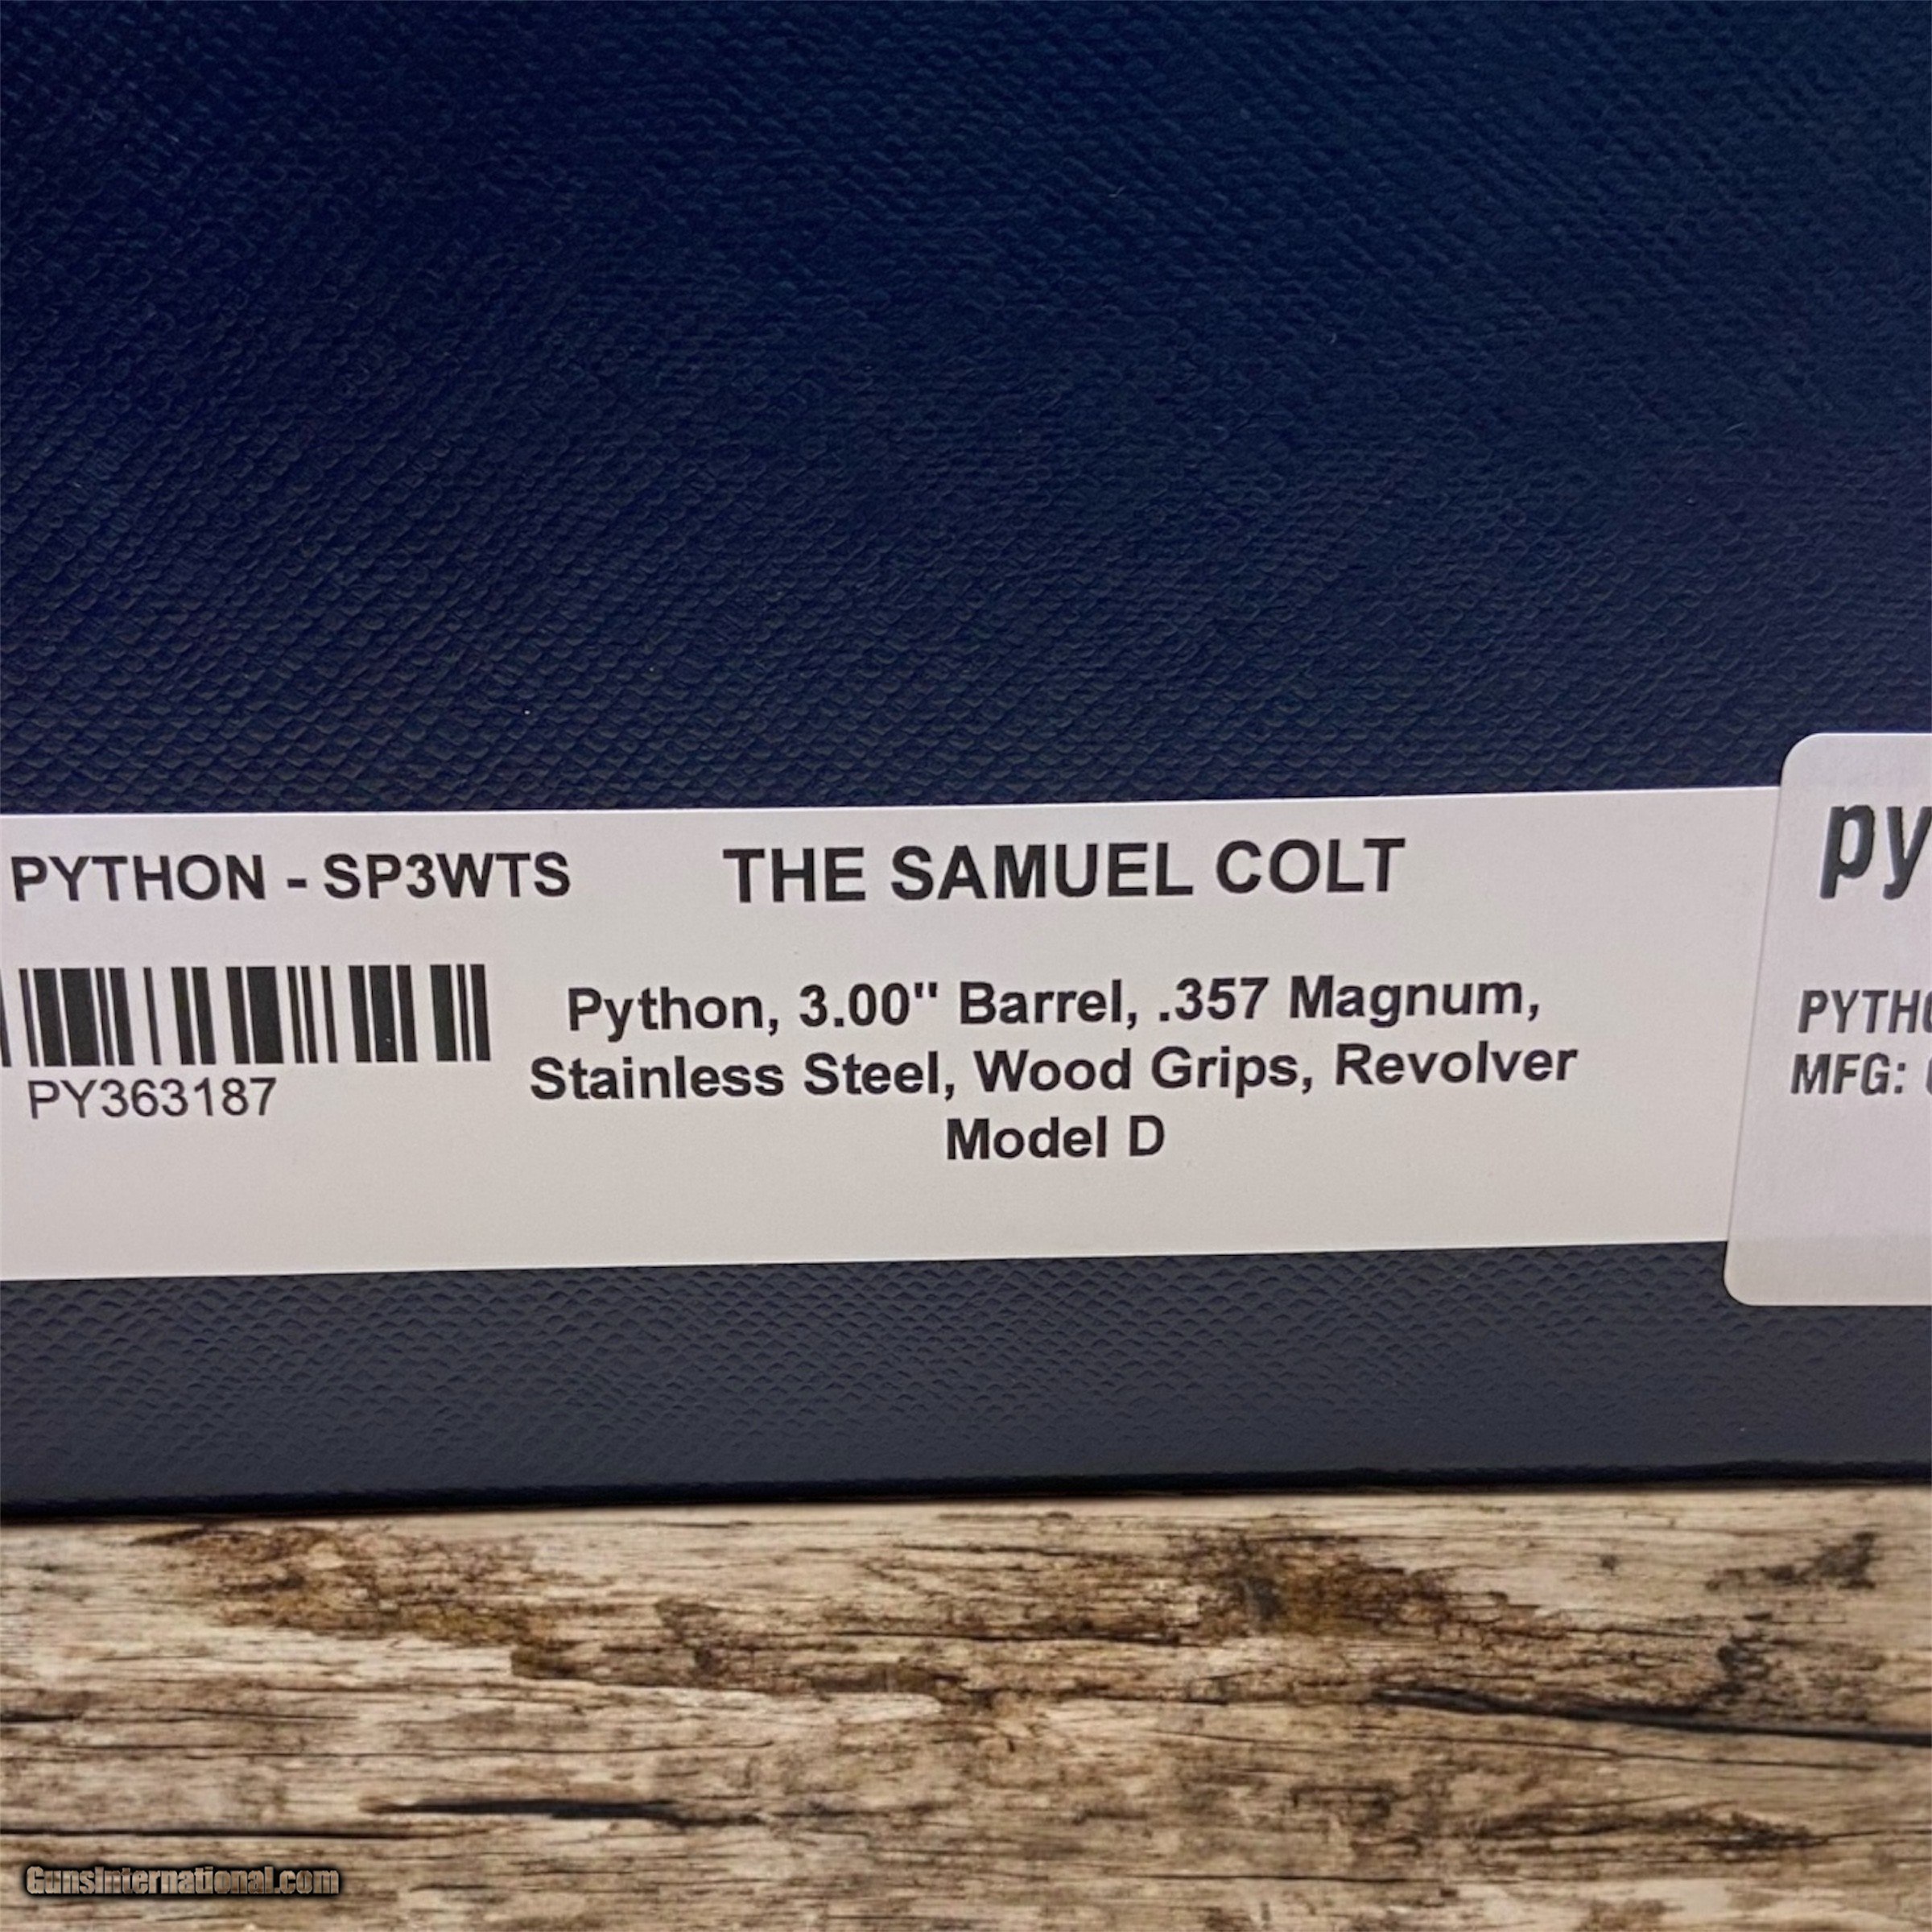 PYTHON - SP3WTS
THE SAMUEL COLT
PY363187
Python, 3.00" Barrel, .357 Magnum,
Stainless Steel, Wood Grips, Revolver
Model D
py
PYTHO
MFG:
GunsInternational.com